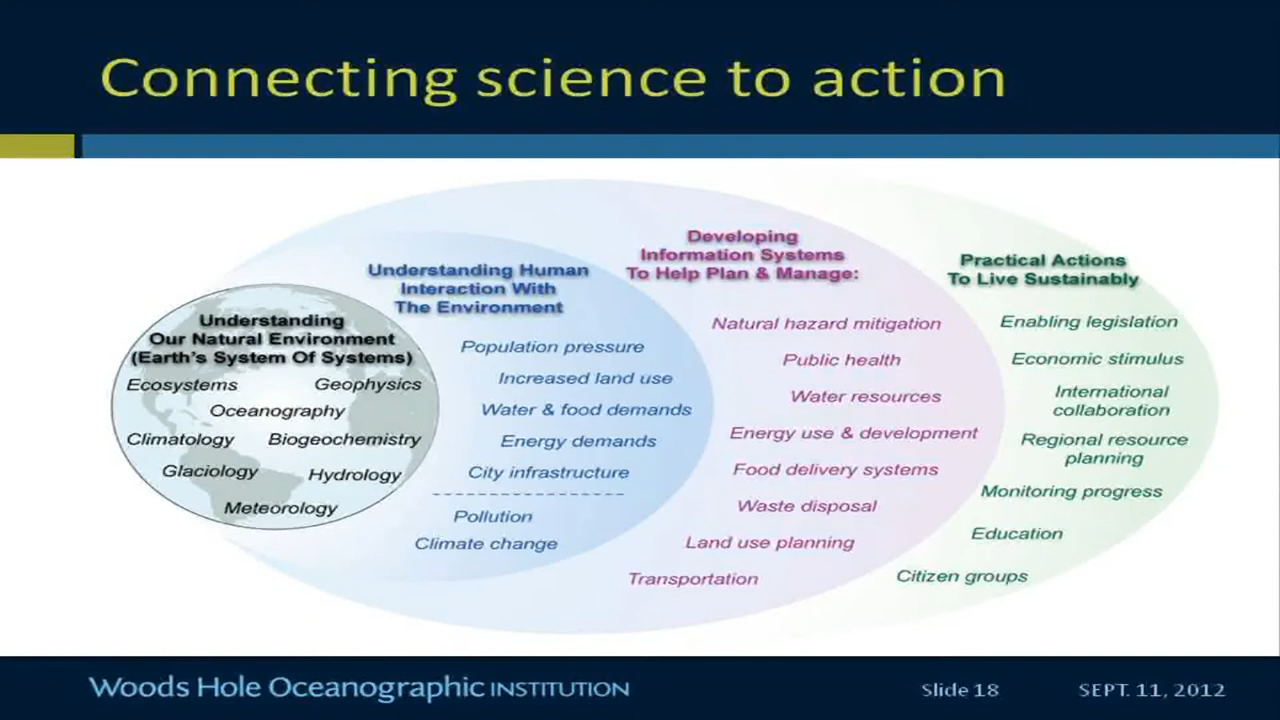 Connecting science to action
Understanding
Our Natural Environment
(Earth's System Of Systems)
Ecosystems
Geophysics
Oceanography
Climatology
Biogeochemistry
Glaciology
Hydrology
Meteorology
Understanding Human
Interaction With
The Environment
Population pressure
Increased land use
Water & food demands
Energy demands
City infrastructure
Pollution
Climate change
Developing
Information Systems
To Help Plan & Manage:
Natural hazard mitigation
Public health
Water resources
Energy use & development
Food delivery systems
Waste disposal
Land use planning
Transportation
Practical Actions
To Live Sustainably
Enabling legislation
Economic stimulus
International
collaboration
Regional resource
planning
Monitoring progress
Education
Citizen groups
Woods Hole Oceanographic INSTITUTION
Slide 18
SEPT. 11, 2012